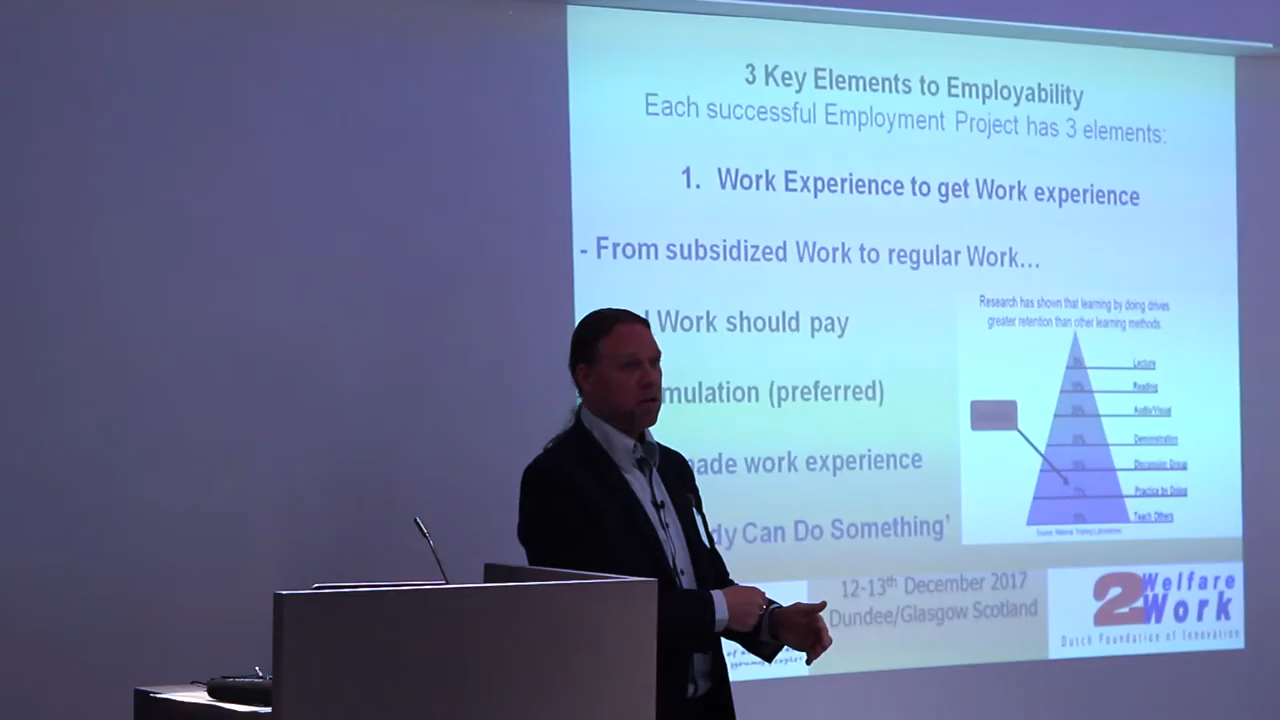 3 Key Elements to Employability
Each successful Employment Project has 3 elements:
1. Work Experience to get Work experience
- From subsidized Work to regular Work...
Work should pay
mulation (preferred)
ade work experience
dy Can Do Something'
Research has shown that learning by doing drives
greater retention than other learning methods.
Lecture
Reading
Audio/Visual
Demonstration
Discussion Group
Practice by Doing
Teach Others
12-13th December 2017
Dundee/Glasgow Scotland
2 Welfare
Work
Dutch Foundation of Innovation